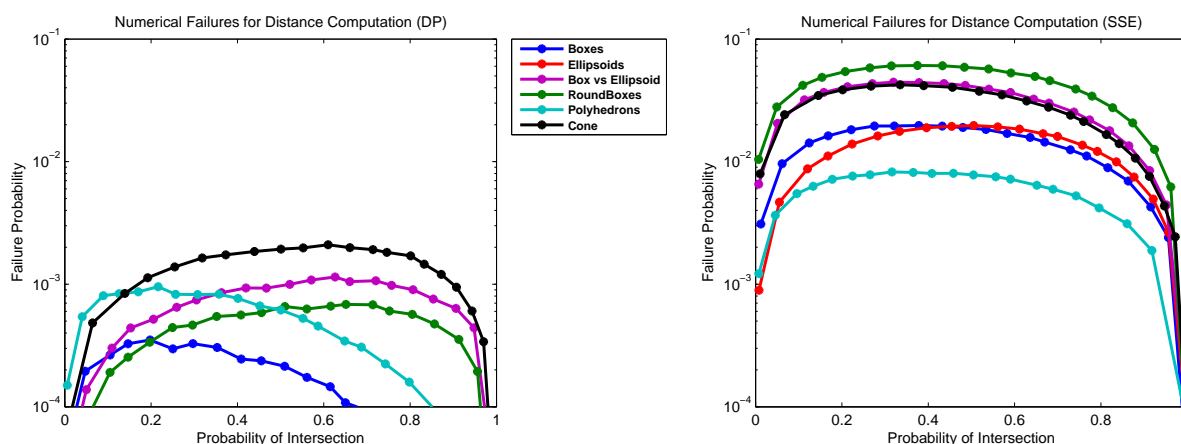 Numerical Failures for Distance Computation (DP)
10^-1
10^-2
10^-3
10^-4
Failure Probability
0 0.2 0.4 0.6 0.8 1
Probability of Intersection
Boxes
Ellipsoids
Box vs Ellipsoid
RoundBoxes
Polyhedrons
Cone
Numerical Failures for Distance Computation (SSE)
10^-1
10^-2
10^-3
10^-4
Failure Probability
0 0.2 0.4 0.6 0.8
Probability of Intersection